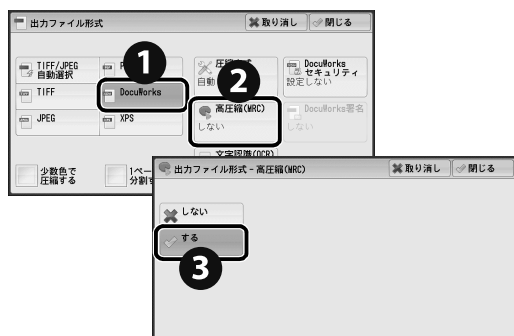 出力ファイル形式
取り消し
閉じる
TIFF/JPEG
自動選択
TIFF
JPEG
P
DocuWorks
XPS
自動
高圧縮(MRC)
しない
文字認識(OCR)
DocuWorks
セキュリティ
設定しない
DocuWorks署名
しない
少数色で
圧縮する
1ペー
分割す
1
2
出力ファイル形式 - 高圧縮(MRC)
取り消し
閉じる
しない
する
3